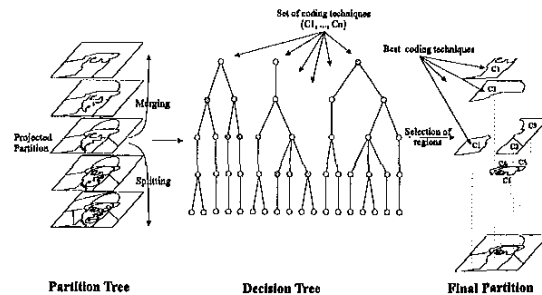 Set of coding techniques
(C1, ..., Cn)
Best coding techniques
C1
C3
Merging
Projected
Partition
Selection of
regions
C1
C3
C2
Splitting
Partition Tree
Decision Tree
Final Partition